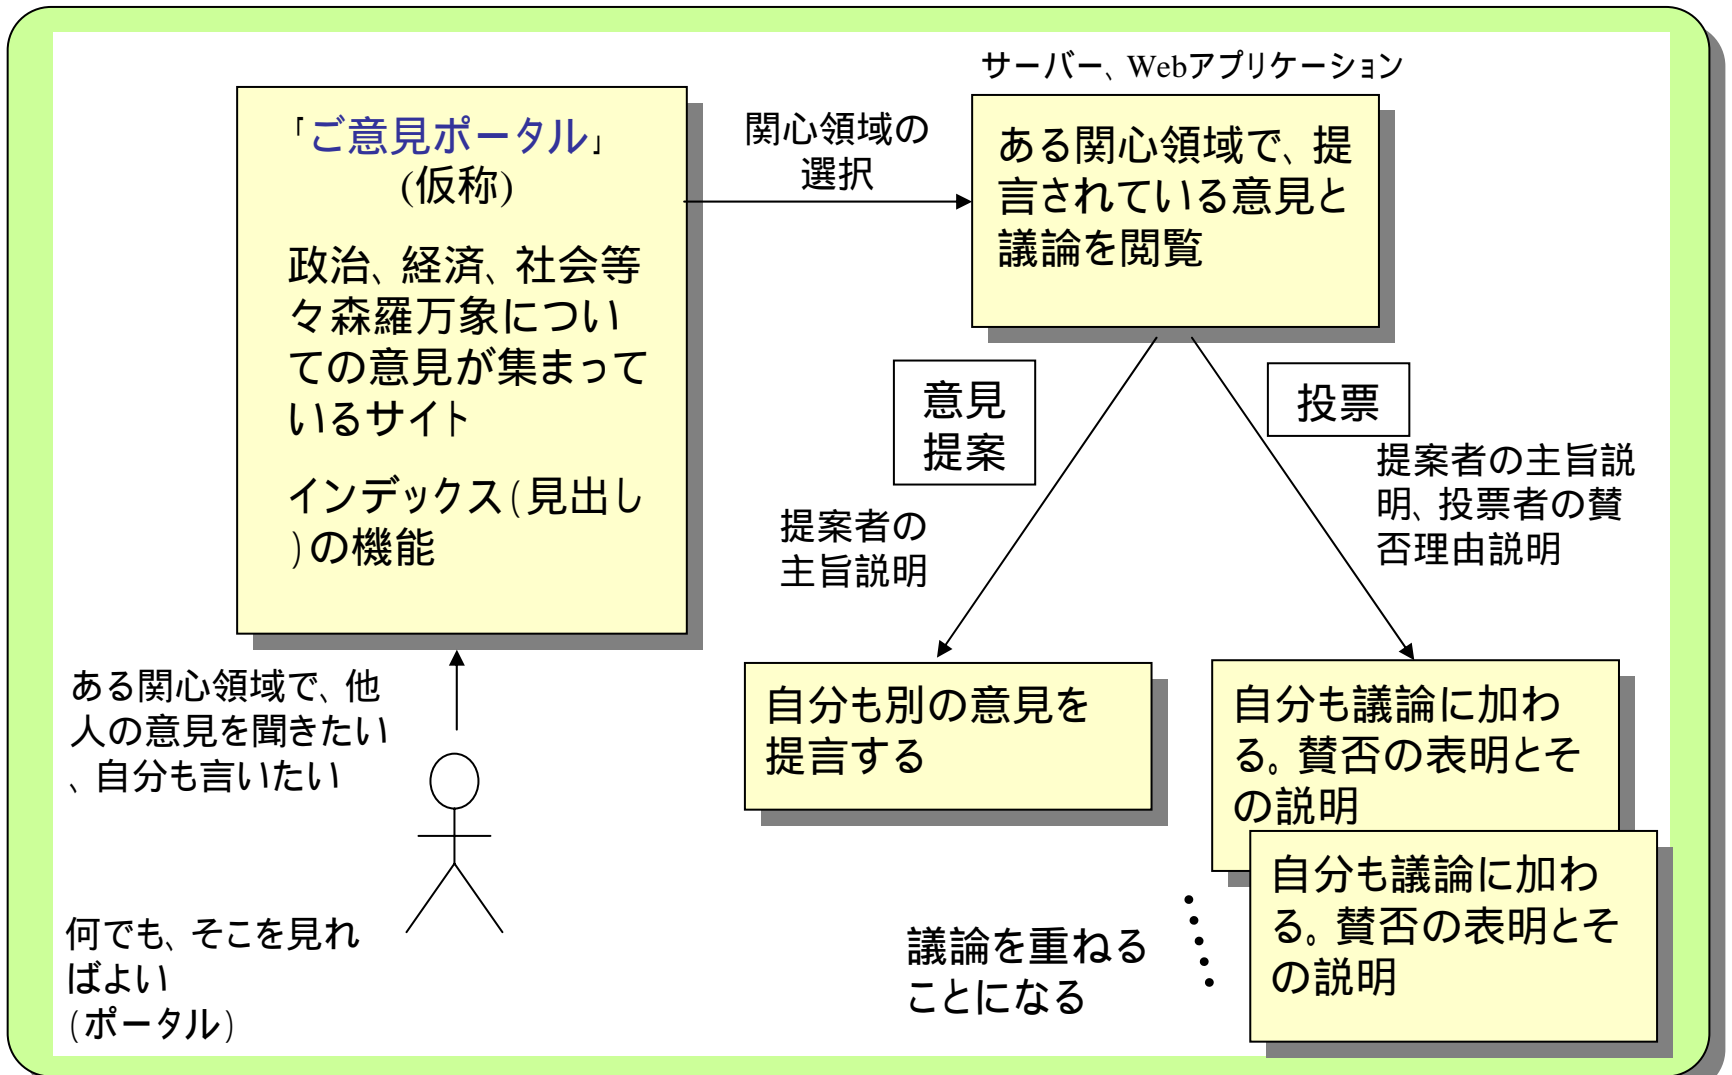 サーバー、Webアプリケーション
「ご意見ポータル」
(仮称)
政治、経済、社会等
々森羅万象につい
ての意見が集まって
いるサイト
インデックス(見出し
)の機能
関心領域の
選択
ある関心領域で、提
言されている意見と
議論を閲覧
意見
提案
投票
提案者の
主旨説明
提案者の主旨説
明、投票者の賛
否理由説明
ある関心領域で、他
人の意見を聞きたい
、自分も言いたい
何でも、そこを見れ
ばよい
(ポータル)
自分も別の意見を
提言する
自分も議論に加わ
る。賛否の表明とそ
の説明
自分も議論に加わ
る。賛否の表明とそ
の説明
議論を重ねる
ことになる